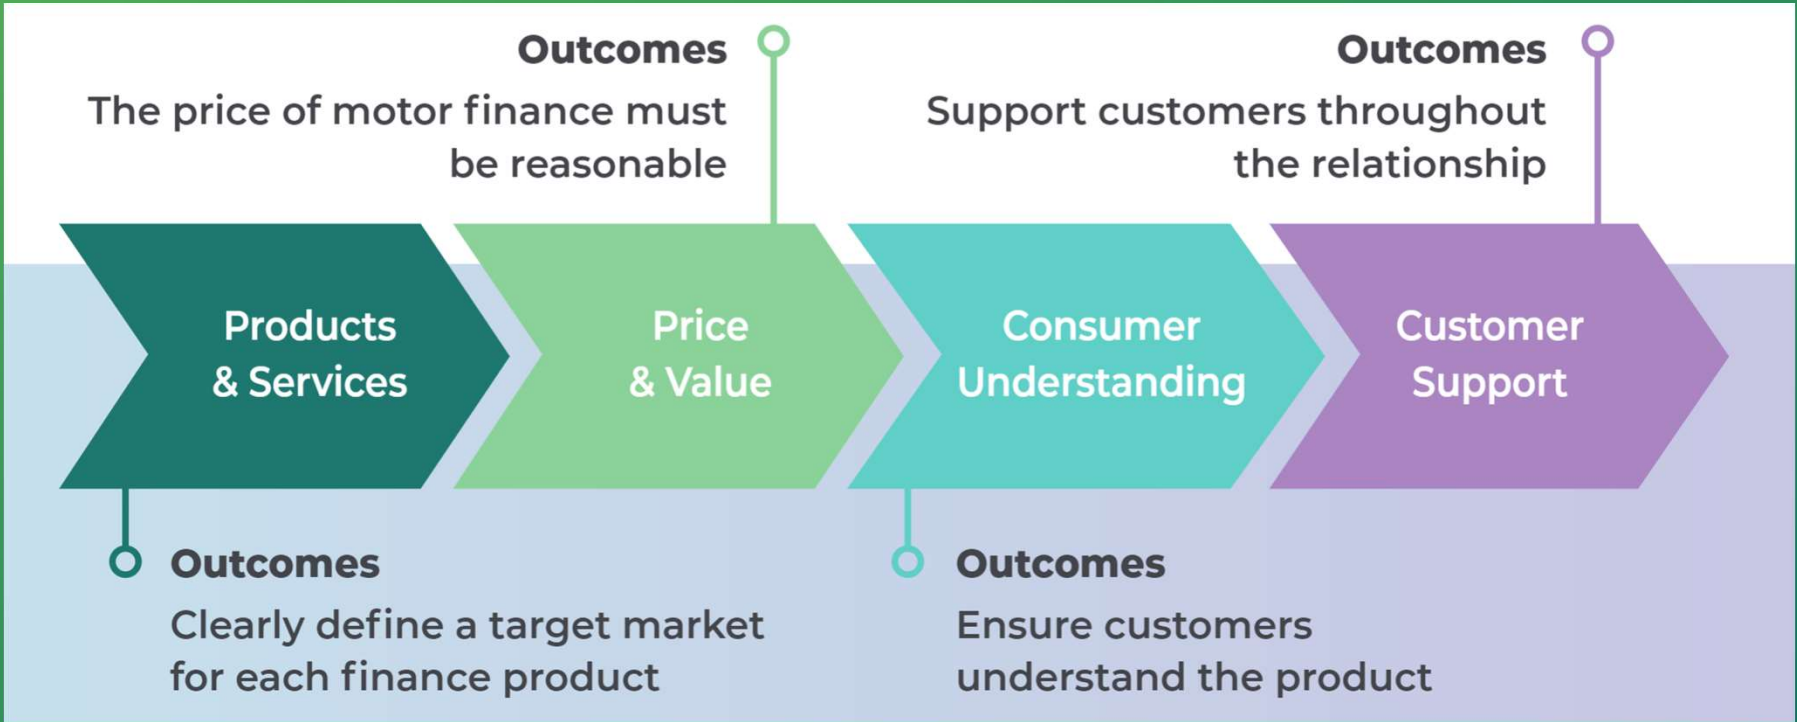 Outcomes
The price of motor finance must
be reasonable
Outcomes
Support customers throughout
the relationship
Products
& Services
Price
& Value
Consumer
Understanding
Customer
Support
Outcomes
Clearly define a target market
for each finance product
Outcomes
Ensure customers
understand the product